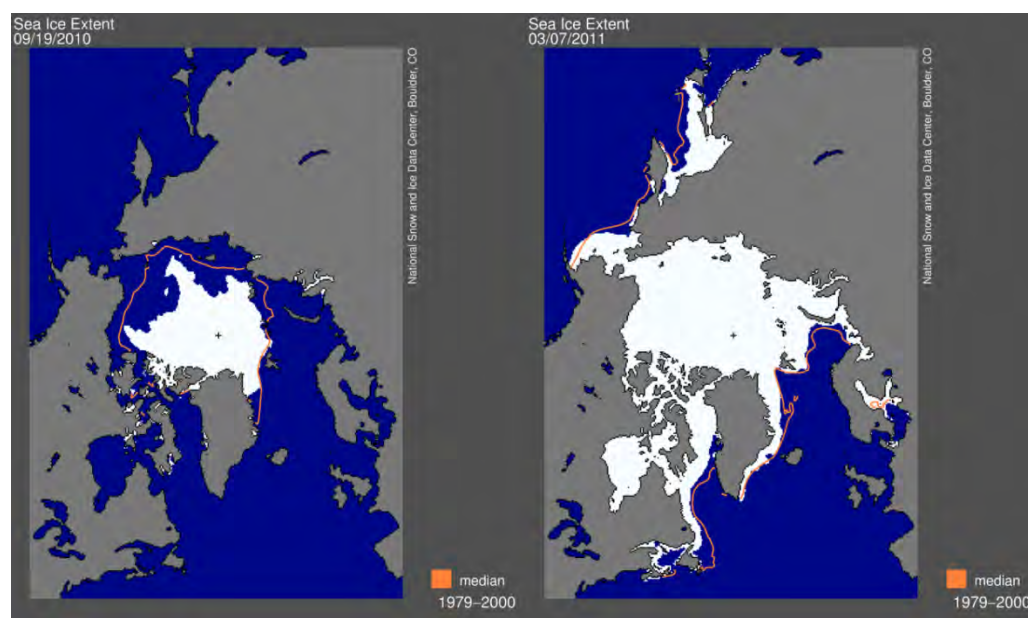 Sea Ice Extent
09/19/2010
National Snow and Ice Data Center, Boulder, CO
median
1979–2000
Sea Ice Extent
03/07/2011
National Snow and Ice Data Center, Boulder, CO
median
1979–2000